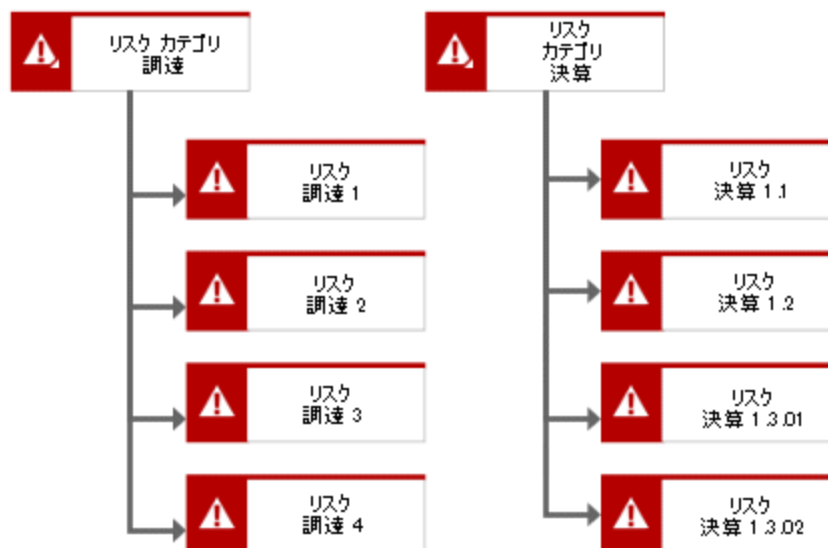 リスク カテゴリ
調達
リスク
調達 1
リスク
調達 2
リスク
調達 3
リスク
調達 4
リスク
カテゴリ
決算
リスク
決算 1.1
リスク
決算 1.2
リスク
決算 1.3.01
リスク
決算 1.3.02